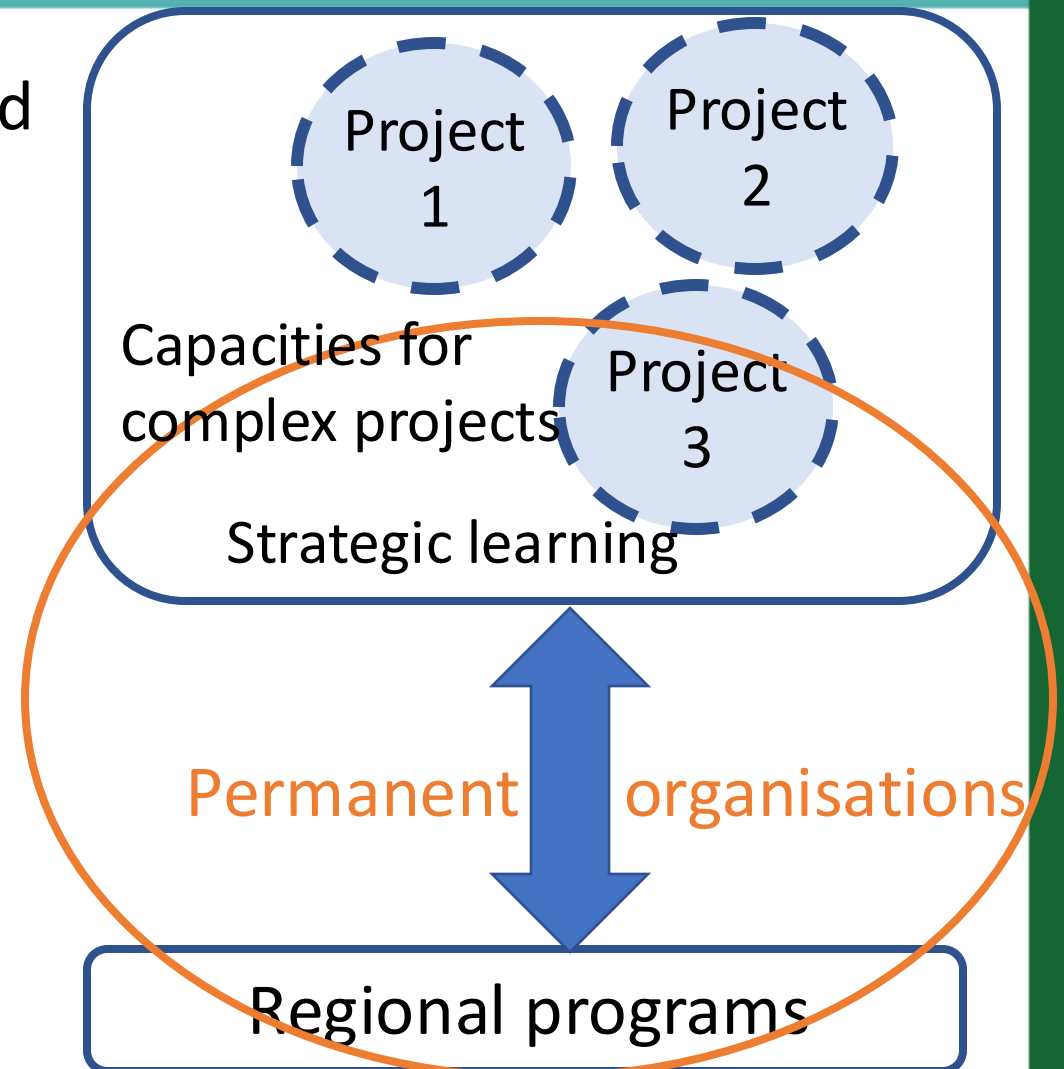 d
Project
1
Project
2
Capacities for
complex projects
Project
3
Strategic learning
Permanent organisations
Regional programs